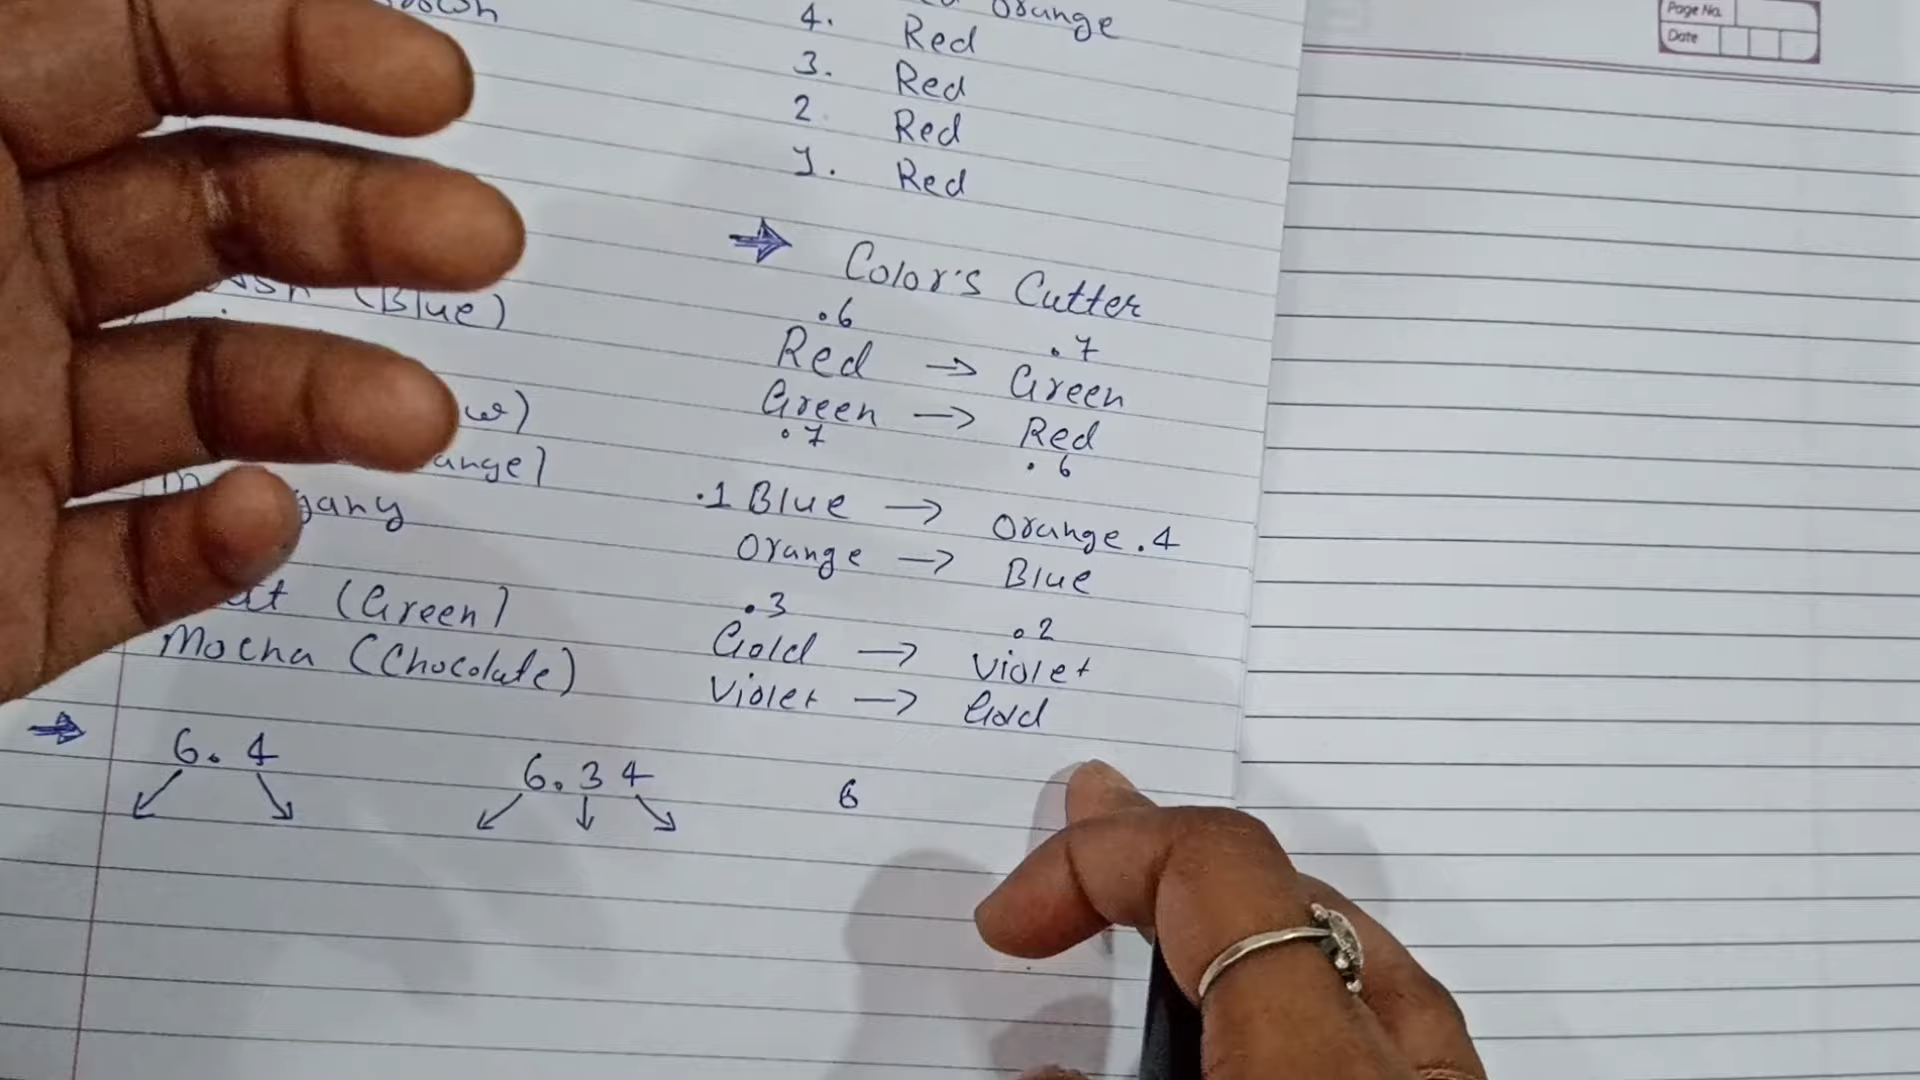 Orange
4. Red
3. Red
2. Red
1. Red
Page No.
Date
Color's Cutter
.6 .7
Red → Green
Green → Red
.7 .6
.1 Blue → Orange .4
Orange → Blue
.3 .2
Gold → Violet
Violet → Gold
(Blue)
(Green)
Mocha (Chocolate)
6.4 6.34 6